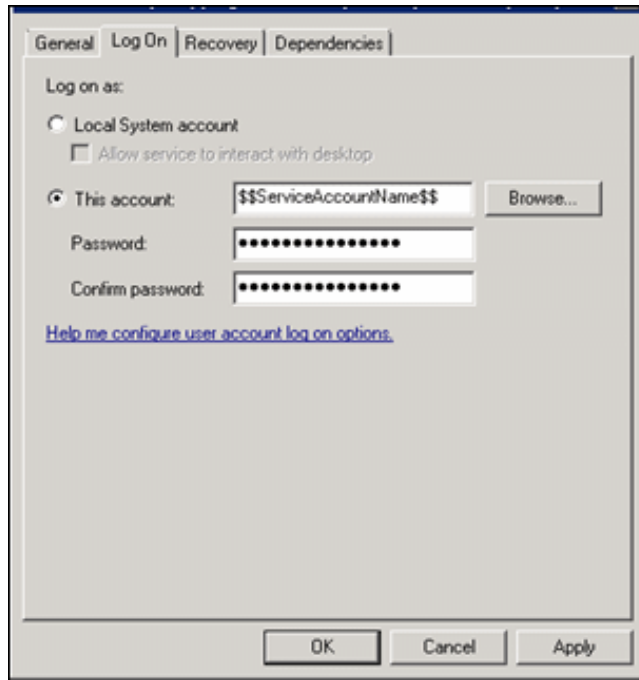 General Log On Recovery Dependencies
Log on as:
Local System account
Allow service to interact with desktop
This account: $$ServiceAccountName$$ Browse...
Password: •••••••••••••••
Confirm password: •••••••••••••••
Help me configure user account log on options.
OK Cancel Apply